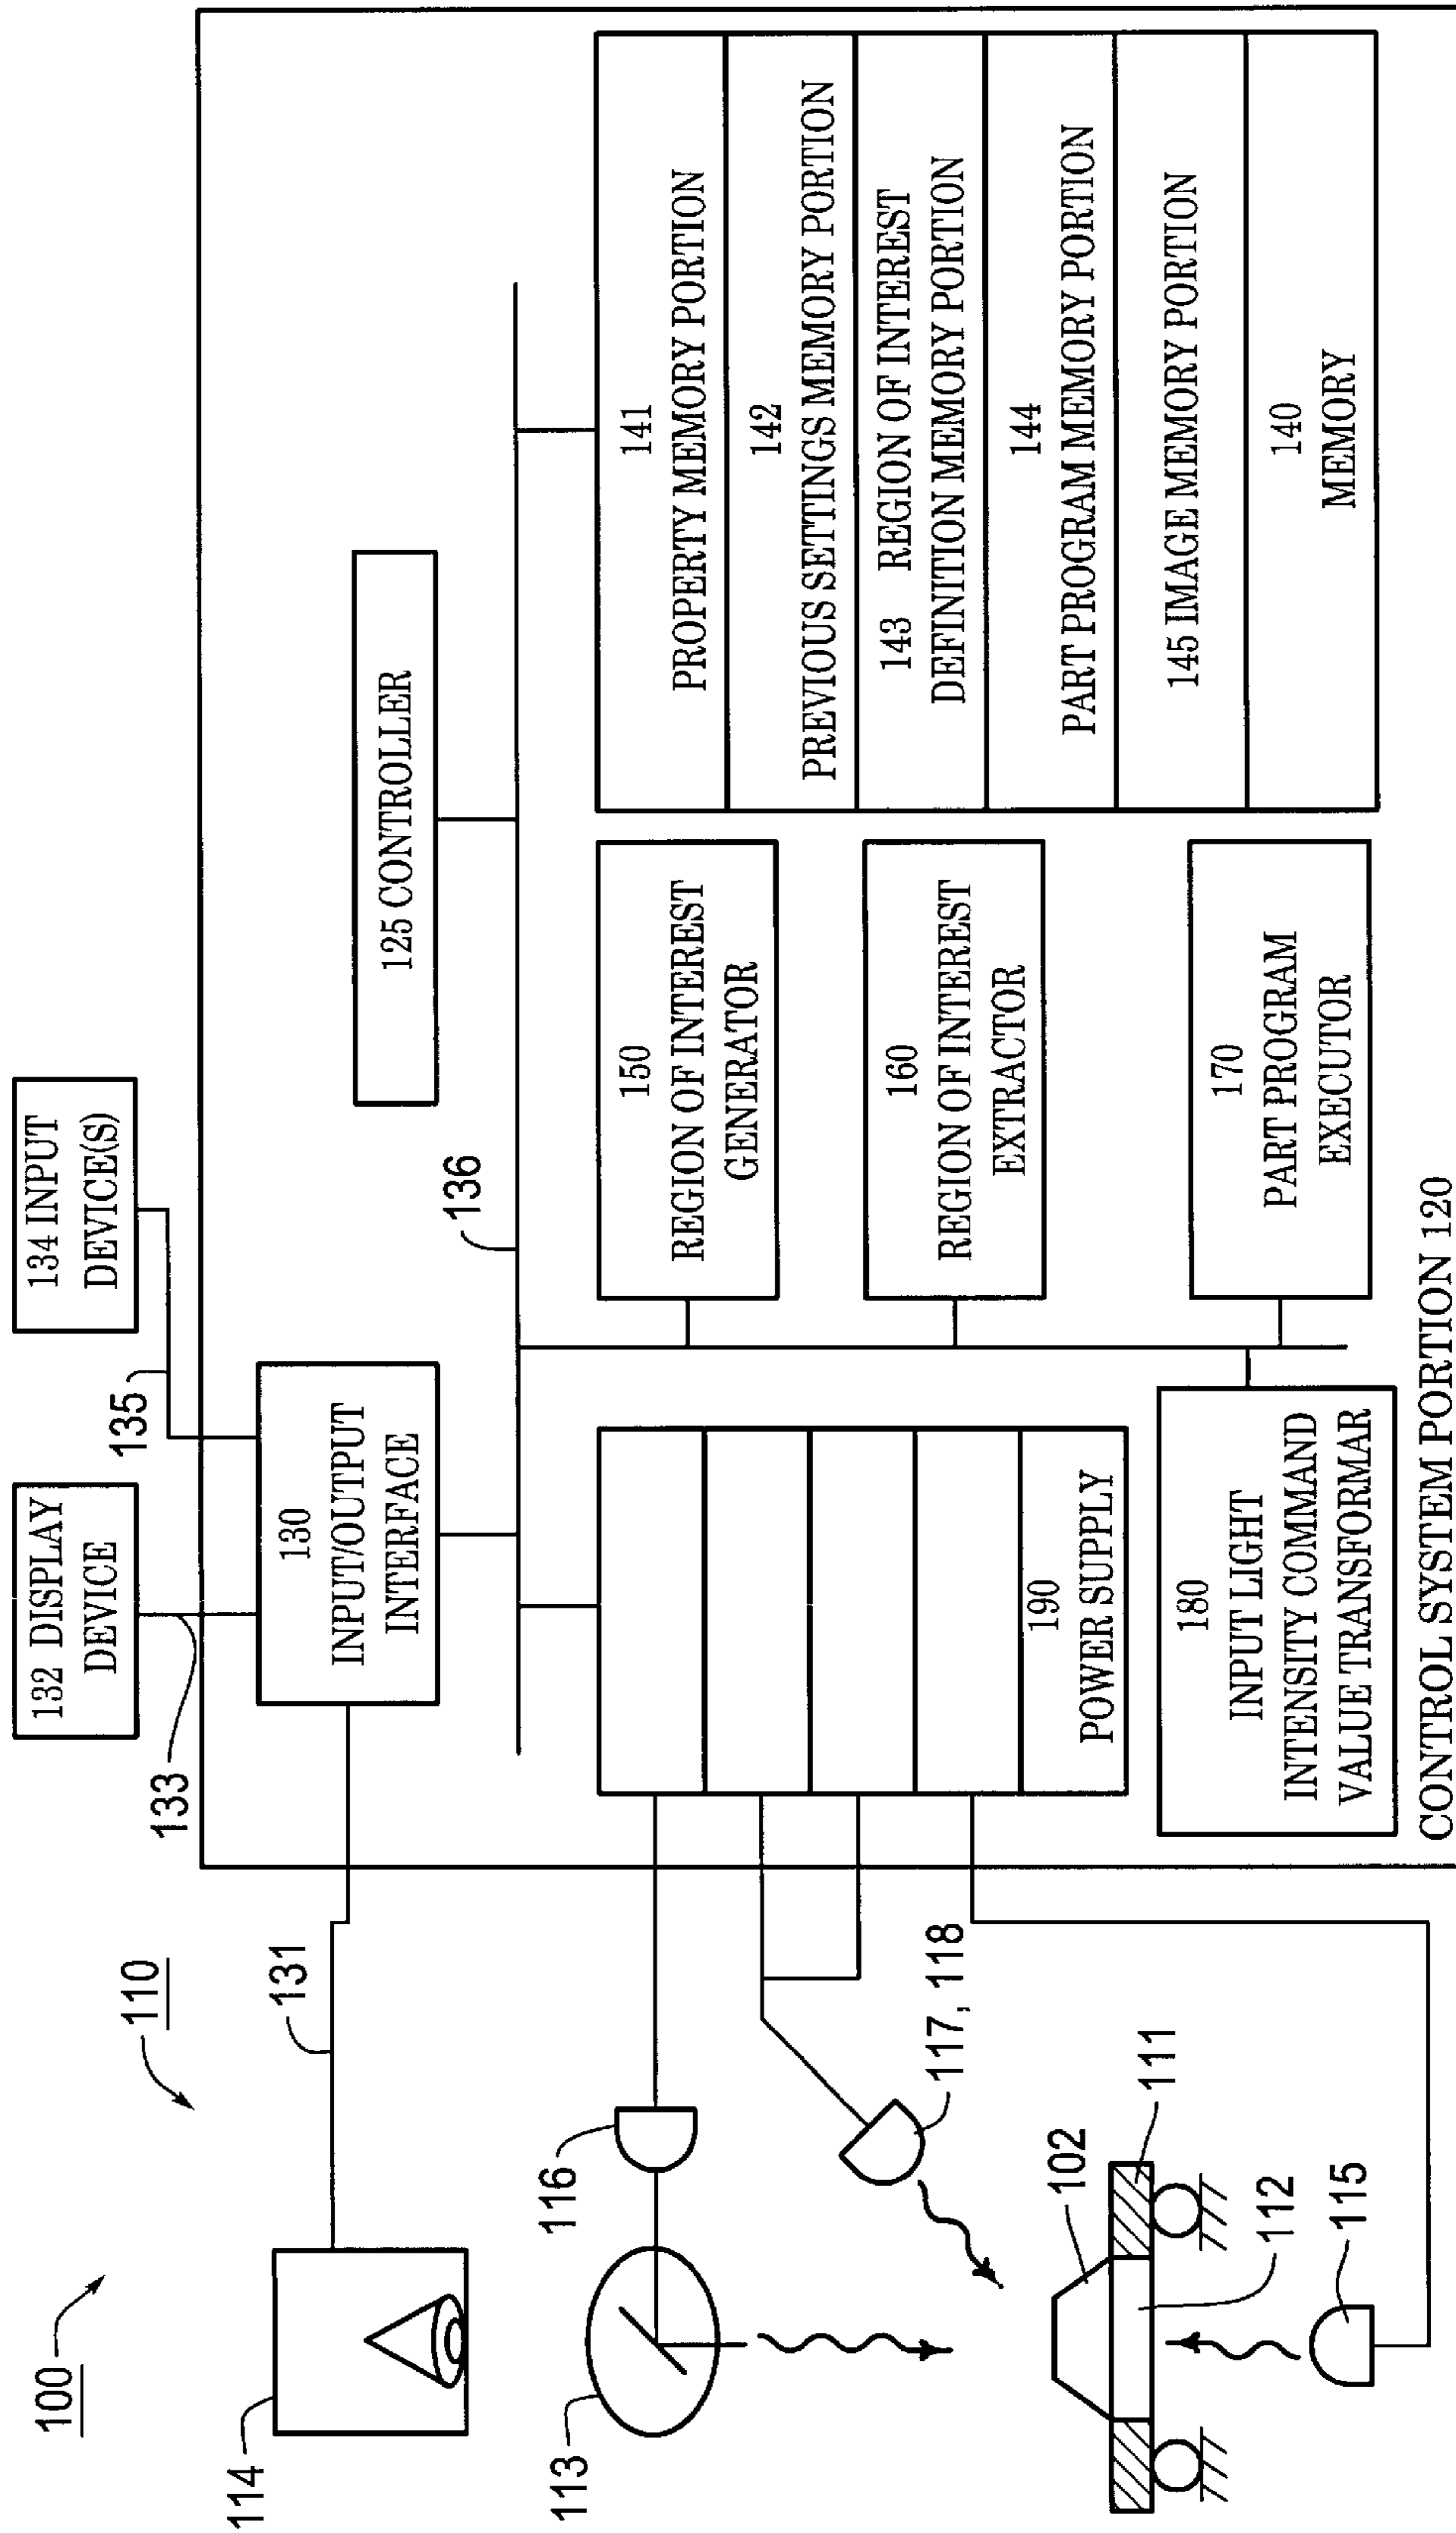 100
110
114
131
116
113
117, 118
102
111
112
115
132 DISPLAY
DEVICE
133
134 INPUT
DEVICE(S)
135
130
INPUT/OUTPUT
INTERFACE
136
125 CONTROLLER
190
POWER SUPPLY
180
INPUT LIGHT
INTENSITY COMMAND
VALUE TRANSFORMAR
150
REGION OF INTEREST
GENERATOR
160
REGION OF INTEREST
EXTRACTOR
170
PART PROGRAM
EXECUTOR
141
PROPERTY MEMORY PORTION
142
PREVIOUS SETTINGS MEMORY PORTION
143 REGION OF INTEREST
DEFINITION MEMORY PORTION
144
PART PROGRAM MEMORY PORTION
145 IMAGE MEMORY PORTION
140
MEMORY
CONTROL SYSTEM PORTION 120